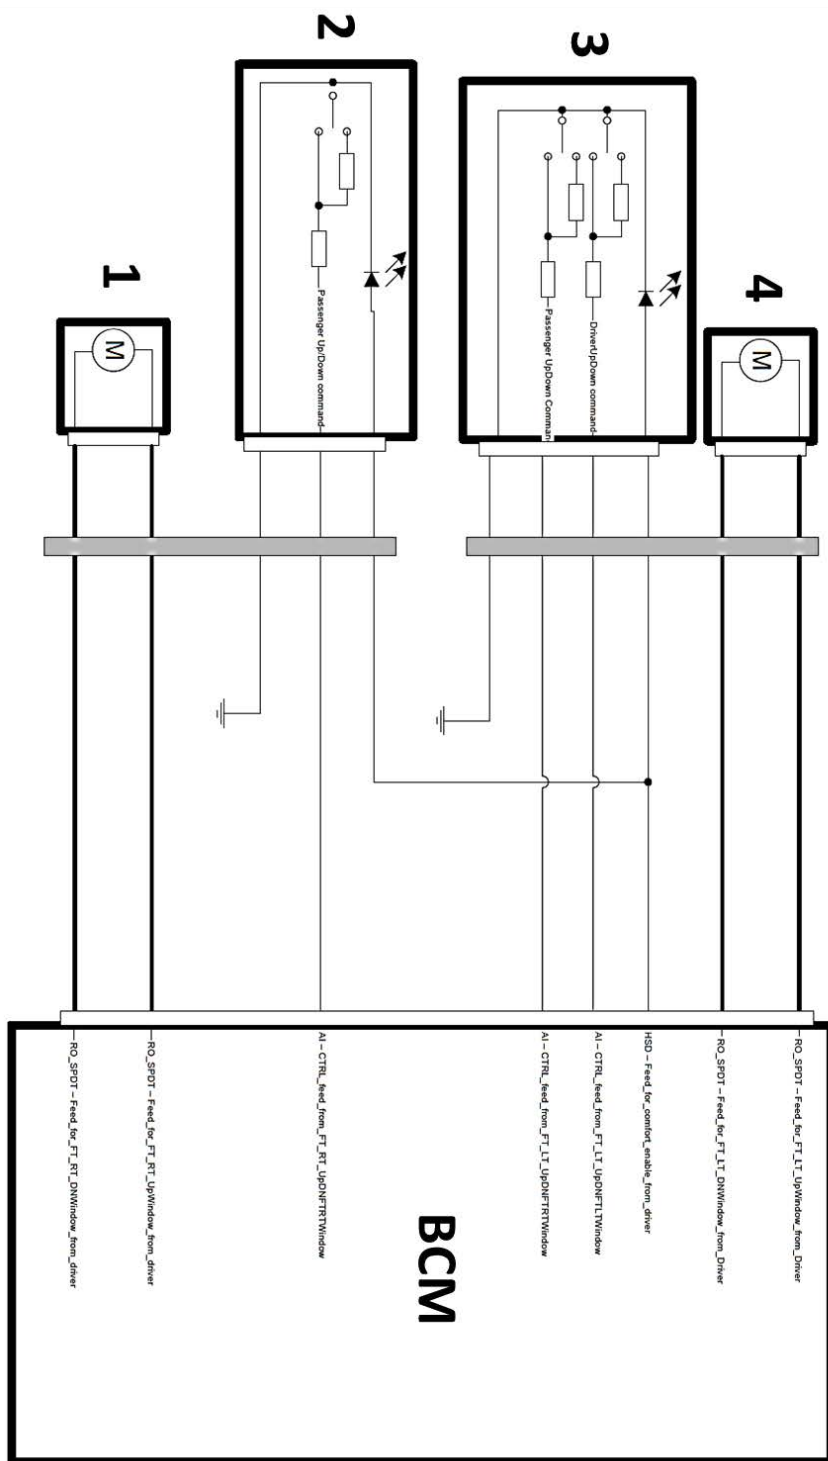 2
3
1
4
M
M
Passenger Up/Down command
Passenger UpDown Comman
DriverUpDown command
RO_SPDT – Feed_for_FT_RT_DNWindow_from_driver
RO_SPDT – Feed_for_FT_RT_UpWindow_from_driver
AI – CTRL_feed_from_FT_RT_UpDNFTRTWindow
AI – CTRL_feed_from_FT_LT_UpDNFTRTWindow
AI – CTRL_feed_from_FT_LT_UpDNFTLTWindow
HSD – Feed_for_comfort_enable_from_driver
RO_SPDT – Feed_for_FT_LT_DNWindow_from_Driver
RO_SPDT – Feed_for_FT_LT_UpWindow_from_Driver
BCM